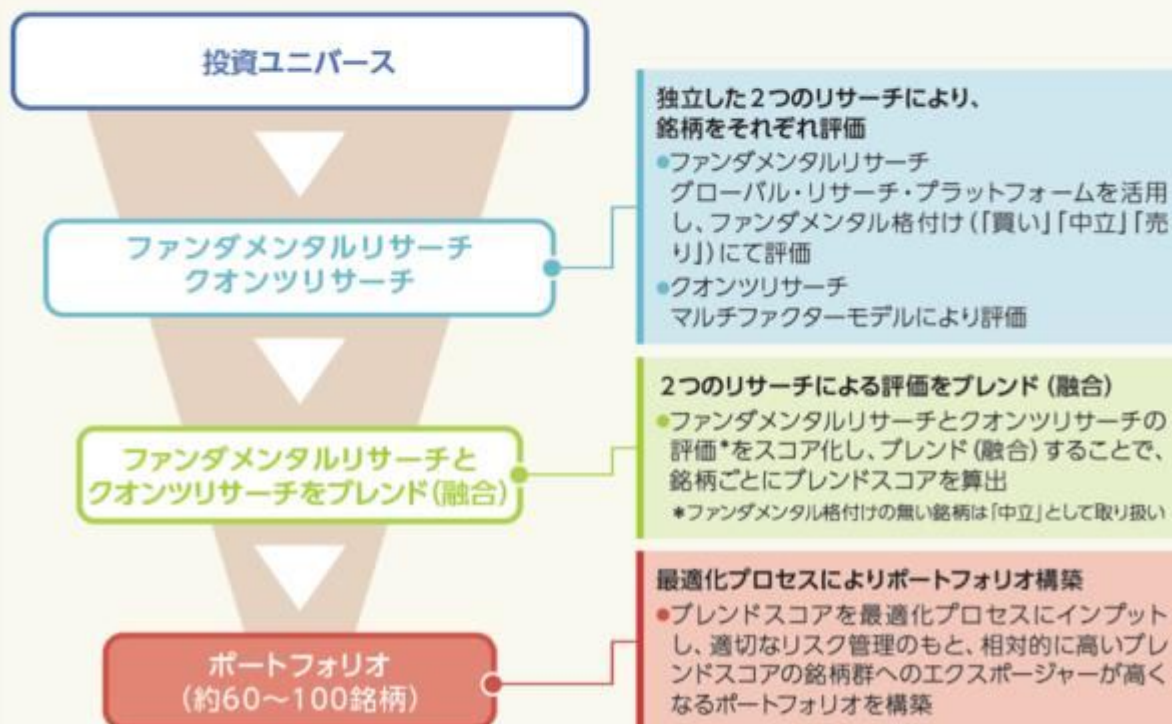 投資ユニバース
独立した2つのリサーチにより、
銘柄をそれぞれ評価
●ファンダメンタルリサーチ
グローバル・リサーチ・プラットフォームを活用
し、ファンダメンタル格付け(「買い」「中立」「売
り」)にて評価
●クオンツリサーチ
マルチファクターモデルにより評価
ファンダメンタルリサーチ
クオンツリサーチ
2つのリサーチによる評価をブレンド(融合)
●ファンダメンタルリサーチとクオンツリサーチの
評価*をスコア化し、ブレンド(融合)することで、
銘柄ごとにブレンドスコアを算出
*ファンダメンタル格付けの無い銘柄は「中立」として取り扱い
ファンダメンタルリサーチと
クオンツリサーチをブレンド(融合)
最適化プロセスによりポートフォリオ構築
●ブレンドスコアを最適化プロセスにインプット
し、適切なリスク管理のもと、相対的に高いブレ
ンドスコアの銘柄群へのエクスポージャーが高く
なるポートフォリオを構築
ポートフォリオ
(約60～100銘柄)